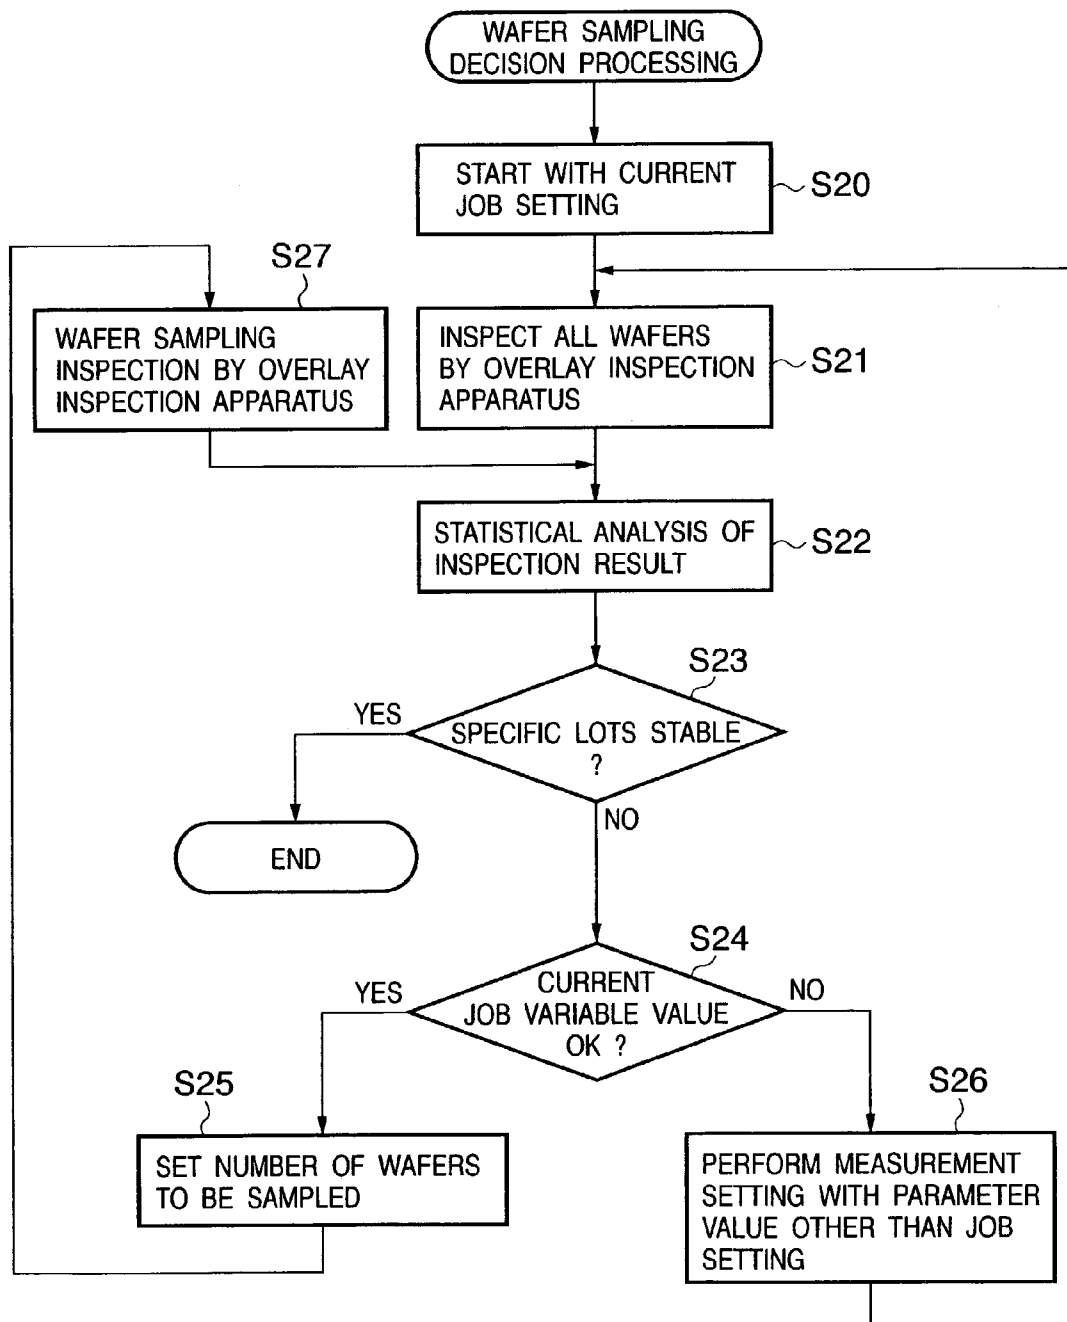 WAFER SAMPLING
DECISION PROCESSING
START WITH CURRENT
JOB SETTING
S20
S27
WAFER SAMPLING
INSPECTION BY OVERLAY
INSPECTION APPARATUS
INSPECT ALL WAFERS
BY OVERLAY INSPECTION
APPARATUS
S21
STATISTICAL ANALYSIS OF
INSPECTION RESULT
S22
S23
YES
SPECIFIC LOTS STABLE
?
NO
END
S24
YES
CURRENT
JOB VARIABLE VALUE
OK ?
NO
S25
SET NUMBER OF WAFERS
TO BE SAMPLED
S26
PERFORM MEASUREMENT
SETTING WITH PARAMETER
VALUE OTHER THAN JOB
SETTING